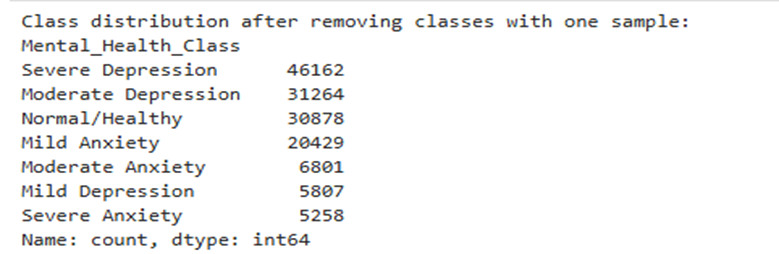 Class distribution after removing classes with one sample:
Mental_Health_Class
Severe Depression      46162
Moderate Depression    31264
Normal/Healthy         30878
Mild Anxiety           20429
Moderate Anxiety        6801
Mild Depression         5807
Severe Anxiety          5258
Name: count, dtype: int64